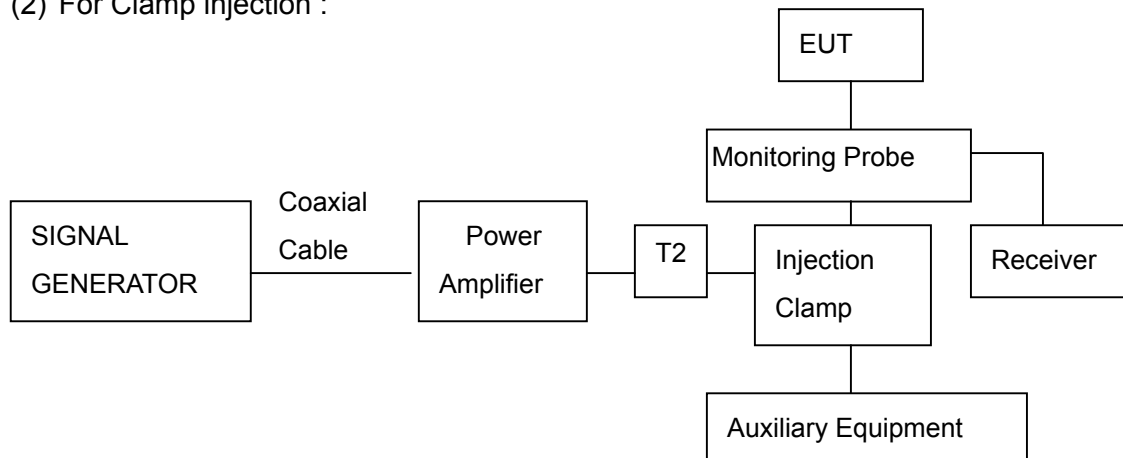 (2) For Clamp injection :
EUT
Monitoring Probe
Coaxial
Cable
SIGNAL
GENERATOR
Power
Amplifier
T2
Injection
Clamp
Receiver
Auxiliary Equipment